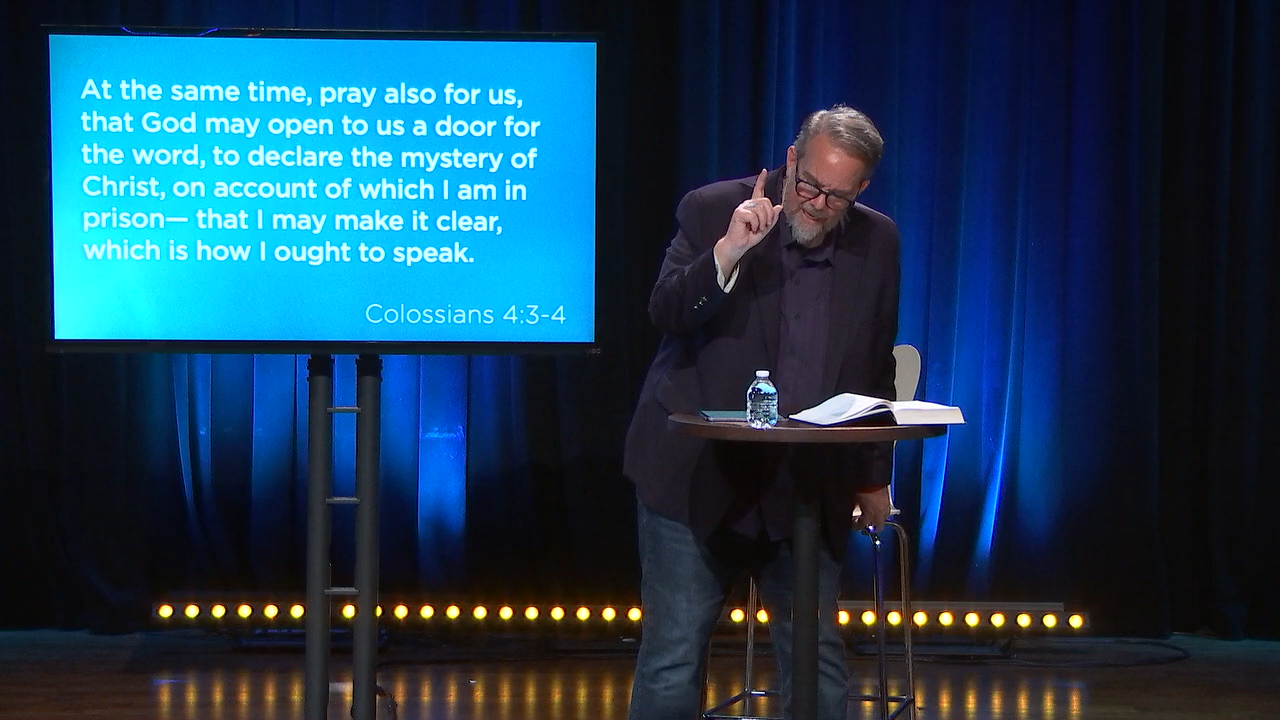 At the same time, pray also for us,
that God may open to us a door for
the word, to declare the mystery of
Christ, on account of which I am in
prison— that I may make it clear,
which is how I ought to speak.
Colossians 4:3-4